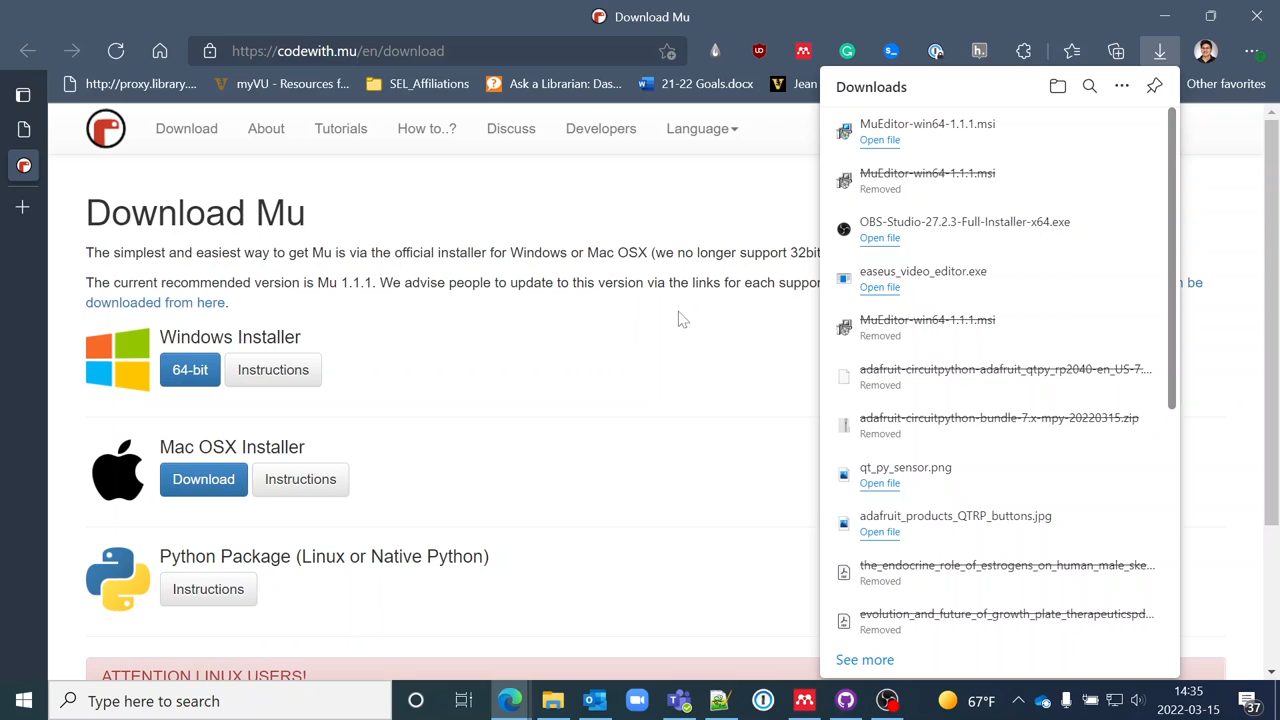 Download Mu
https://codewith.mu/en/download
http://proxy.library....
myVU - Resources f...
SEL Affiliates
Ask a Librarian: Das...
21-22 Goals.docx
Jean
Other favorites
Downloads
Download
About
Tutorials
How to..?
Discuss
Developers
Language
MuEditor-win64-1.1.1.msi
Open file
MuEditor-win64-1.1.1.msi
Removed
OBS-Studio-27.2.3-Full-Installer-x64.exe
Open file
easeus_video_editor.exe
Open file
MuEditor-win64-1.1.1.msi
Removed
adafruit-circuitpython-adafruit_qtpy_rp2040-en_US-7....
Removed
adafruit-circuitpython-bundle-7.x-mpy-20220315.zip
Removed
qt_py_sensor.png
Open file
adafruit_products_QTRP_buttons.jpg
Open file
the_endocrine_role_of_estrogens_on_human_male_ske...
Removed
evolution_and_future_of_growth_plate_therapeuticspd...
Removed
See more
Download Mu
The simplest and easiest way to get Mu is via the official installer for Windows or Mac OSX (we no longer support 32bit
The current recommended version is Mu 1.1.1. We advise people to update to this version via the links for each suppor
n be
downloaded from here.
Windows Installer
64-bit
Instructions
Mac OSX Installer
Download
Instructions
Python Package (Linux or Native Python)
Instructions
ATTENTION LINUX USERS!
Type here to search
67°F
14:35
2022-03-15
37